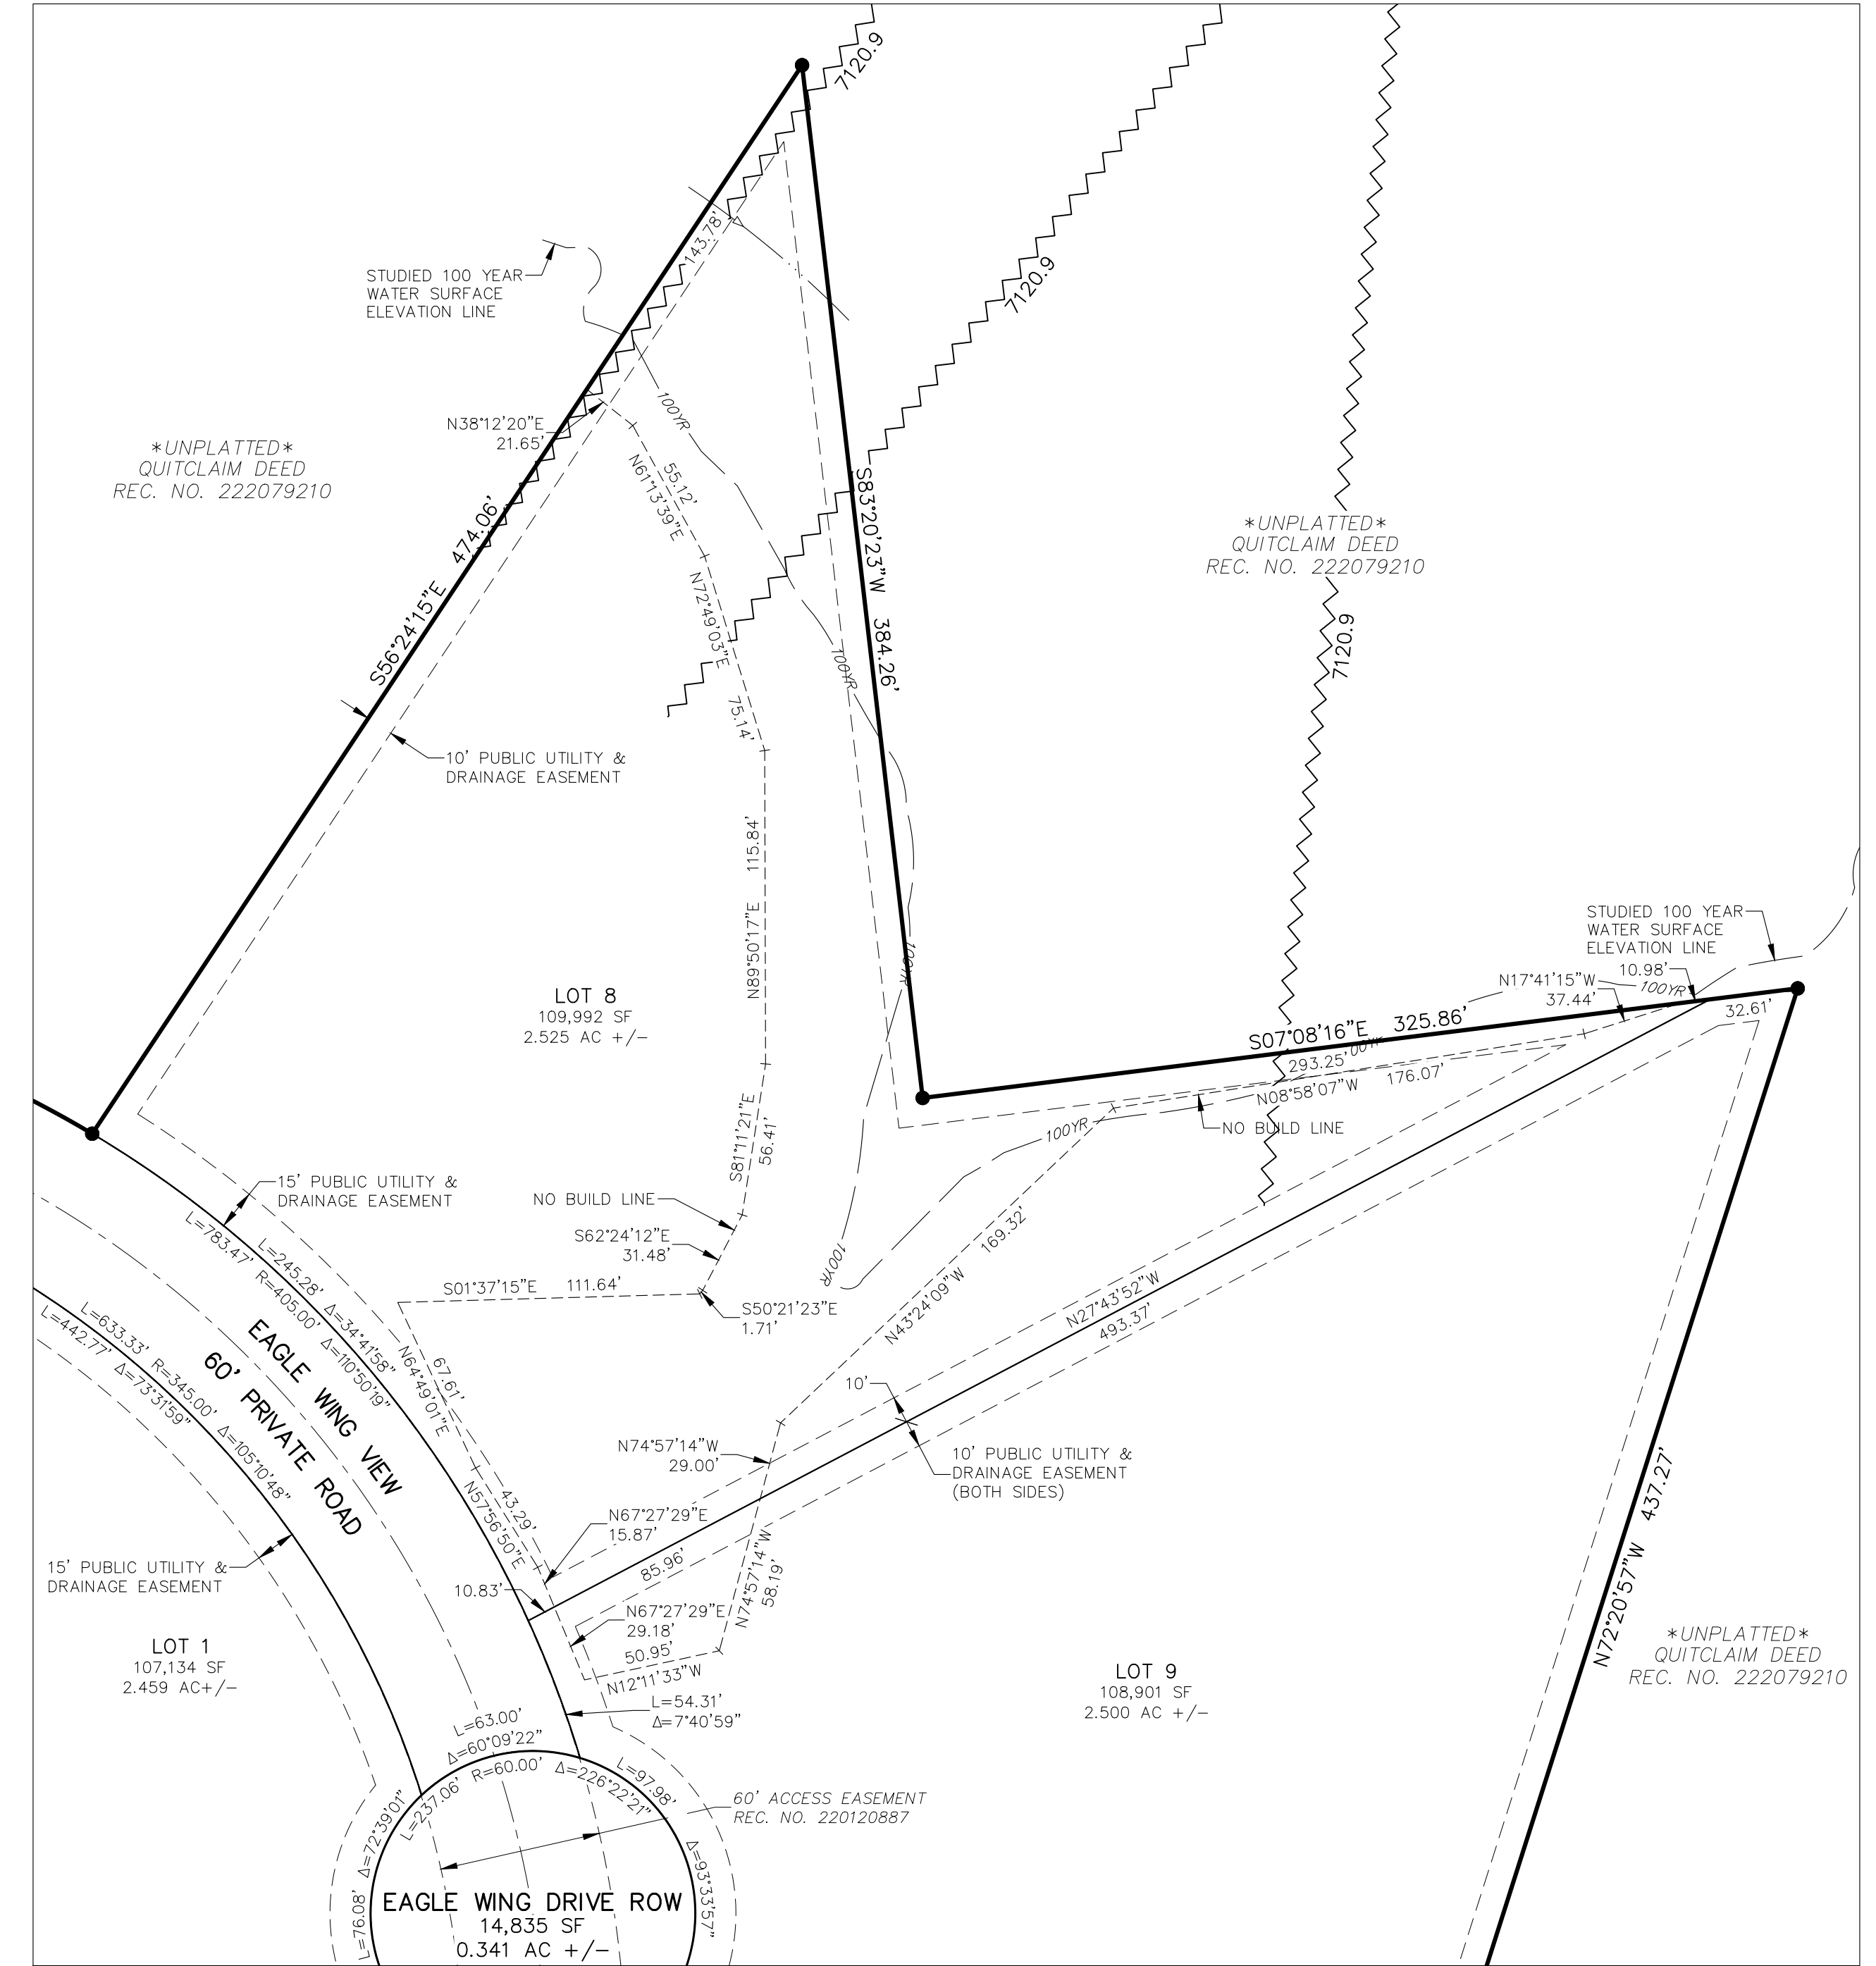 7120.9
7120.9
7120.9
STUDIED 100 YEAR
WATER SURFACE
ELEVATION LINE
143.78'
100YR
N38°12'20"E
21.65'
*UNPLATTED*
QUITCLAIM DEED
REC. NO. 222079210
S56°24'15"E 474.06'
55.12'
N61°13'39"E
S83°20'23"W 384.26'
*UNPLATTED*
QUITCLAIM DEED
REC. NO. 222079210
N72°49'03"E
75.14'
100YR
10' PUBLIC UTILITY &
DRAINAGE EASEMENT
N89°50'17"E 115.84'
100YR
STUDIED 100 YEAR
WATER SURFACE
ELEVATION LINE
10.98'
N17°41'15"W
37.44'
100YR
32.61'
LOT 8
109,992 SF
2.525 AC +/-
S07°08'16"E 325.86'
293.25'
00YR
176.07'
N08°58'07"W
NO BUILD LINE
100YR
S81°11'21"E
56.41'
15' PUBLIC UTILITY &
DRAINAGE EASEMENT
NO BUILD LINE
S62°24'12"E
31.48'
100YR
S01°37'15"E 111.64'
S50°21'23"E
1.71'
169.32'
N43°24'09"W
N27°43'52"W
493.37'
L=245.28' Δ=34°41'58"
L=783.47' R=405.00' Δ=110°50'19"
EAGLE WING VIEW
60' PRIVATE ROAD
L=633.33' R=345.00' Δ=105°10'48"
L=442.77' Δ=73°31'59"
67.61'
N64°49'01"E
10'
N74°57'14"W
29.00'
10' PUBLIC UTILITY &
DRAINAGE EASEMENT
(BOTH SIDES)
43.29'
N57°56'50"E
N67°27'29"E
15.87'
85.96'
N74°57'14"W
58.19'
N72°20'57"W 437.27'
15' PUBLIC UTILITY &
DRAINAGE EASEMENT
10.83'
N67°27'29"E
29.18'
50.95'
N12°11'33"W
LOT 1
107,134 SF
2.459 AC+/-
LOT 9
108,901 SF
2.500 AC +/-
*UNPLATTED*
QUITCLAIM DEED
REC. NO. 222079210
L=54.31'
Δ=7°40'59"
L=63.00'
Δ=60°09'22"
L=237.06' R=60.00' Δ=226°22'21"
L=97.98'
Δ=93°33'57"
60' ACCESS EASEMENT
REC. NO. 220120887
L=76.08' Δ=72°39'01"
EAGLE WING DRIVE ROW
14,835 SF
0.341 AC +/-